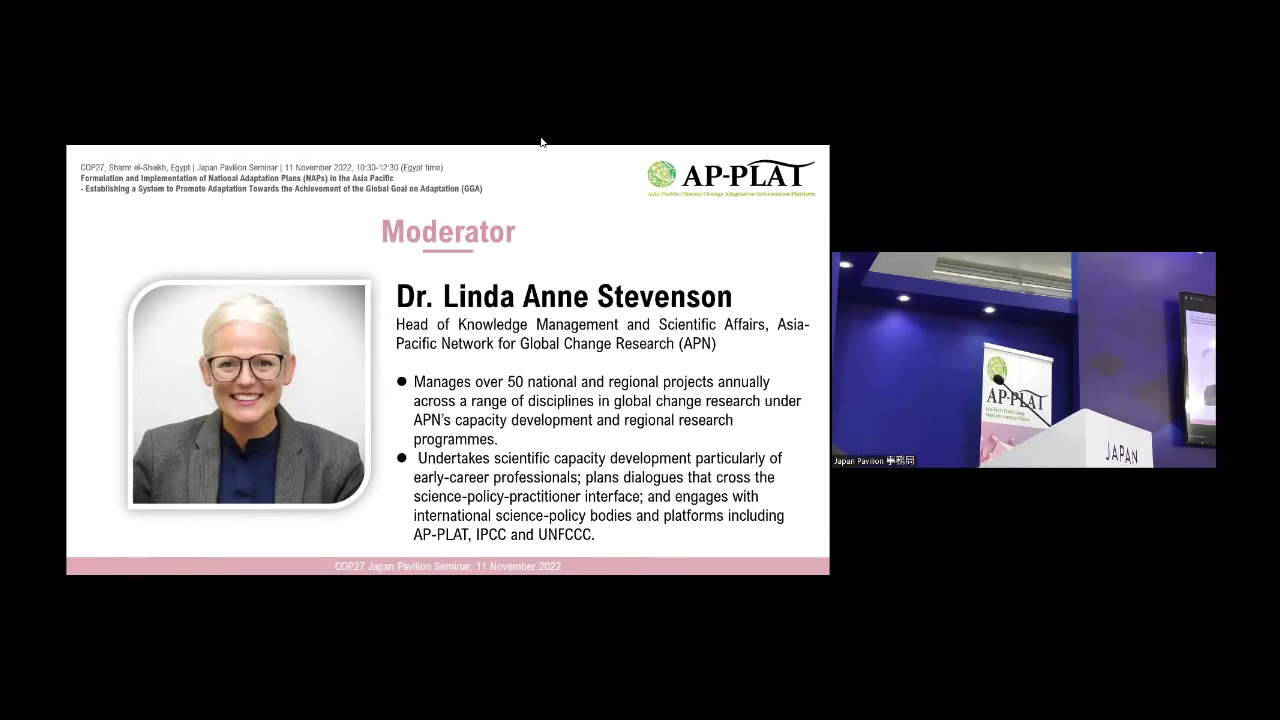 COP27, Sharm el-Sheikh, Egypt | Japan Pavilion Seminar | 11 November 2022, 10:30-12:30 (Egypt time)
Formulation and Implementation of National Adaptation Plans (NAPs) in the Asia Pacific
- Establishing a System to Promote Adaptation Towards the Achievement of the Global Goal on Adaptation (GGA)
AP-PLAT
Asia-Pacific Climate Change Adaptation Information Platform
Moderator
Dr. Linda Anne Stevenson
Head of Knowledge Management and Scientific Affairs, Asia-
Pacific Network for Global Change Research (APN)
● Manages over 50 national and regional projects annually
across a range of disciplines in global change research under
APN's capacity development and regional research
programmes.
● Undertakes scientific capacity development particularly of
early-career professionals; plans dialogues that cross the
science-policy-practitioner interface; and engages with
international science-policy bodies and platforms including
AP-PLAT, IPCC and UNFCCC.
COP27 Japan Pavilion Seminar, 11 November 2022
AP-PLAT
JAPAN
Japan Pavilion 事務局